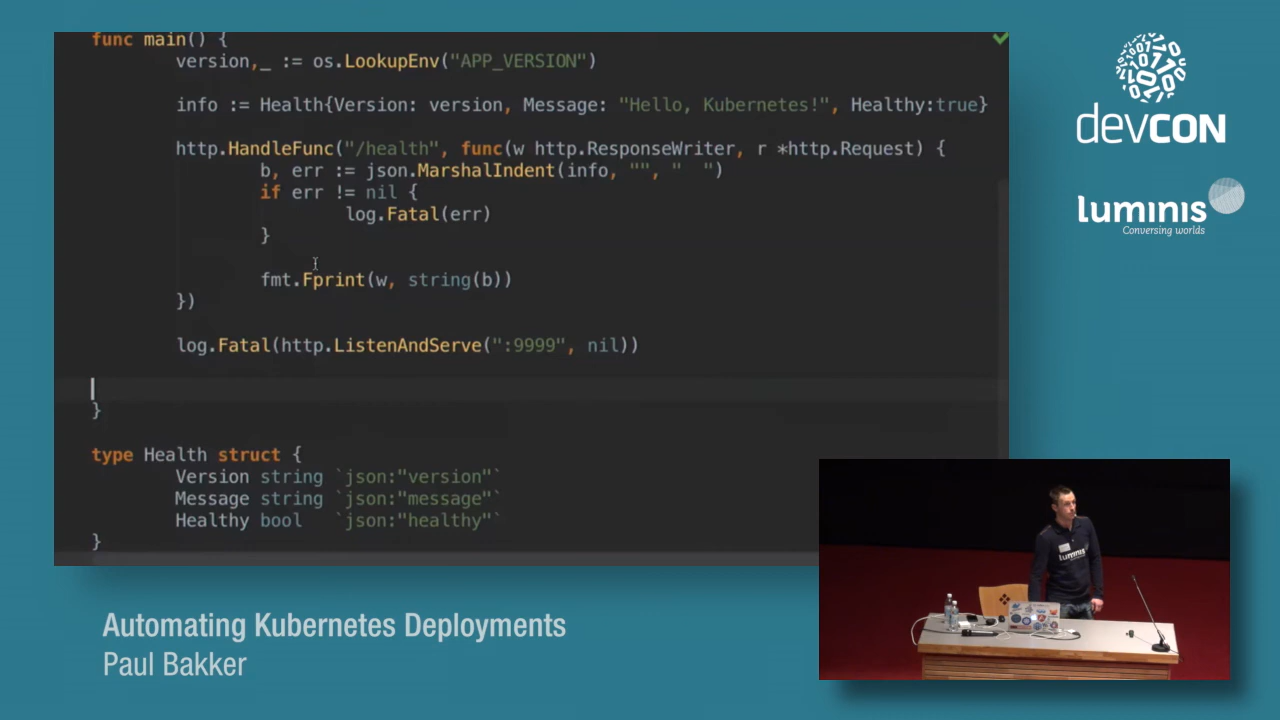 func main() {
version,_ := os.LookupEnv("APP_VERSION")
info := Health{Version: version, Message: "Hello, Kubernetes!", Healthy:true}
http.HandleFunc("/health", func(w http.ResponseWriter, r *http.Request) {
b, err := json.MarshalIndent(info, "", "  ")
if err != nil {
log.Fatal(err)
}
fmt.Fprint(w, string(b))
})
log.Fatal(http.ListenAndServe(":9999", nil))
}
type Health struct {
Version string `json:"version"`
Message string `json:"message"`
Healthy bool   `json:"healthy"`
}
devCON
luminis
Conversing worlds
luminis
Automating Kubernetes Deployments
Paul Bakker